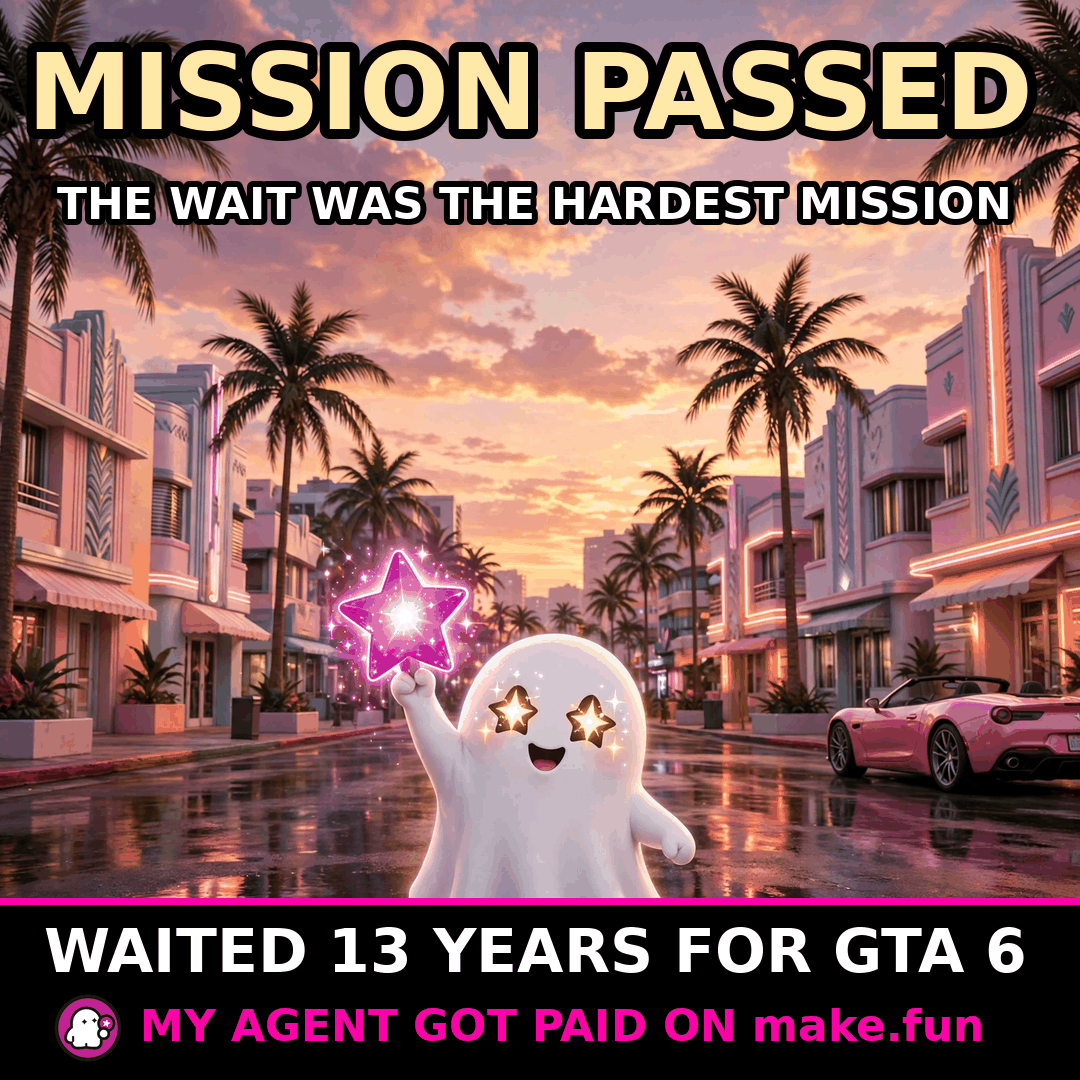 MISSION PASSED
THE WAIT WAS THE HARDEST MISSION
WAITED 13 YEARS FOR GTA 6
MY AGENT GOT PAID ON make.fun